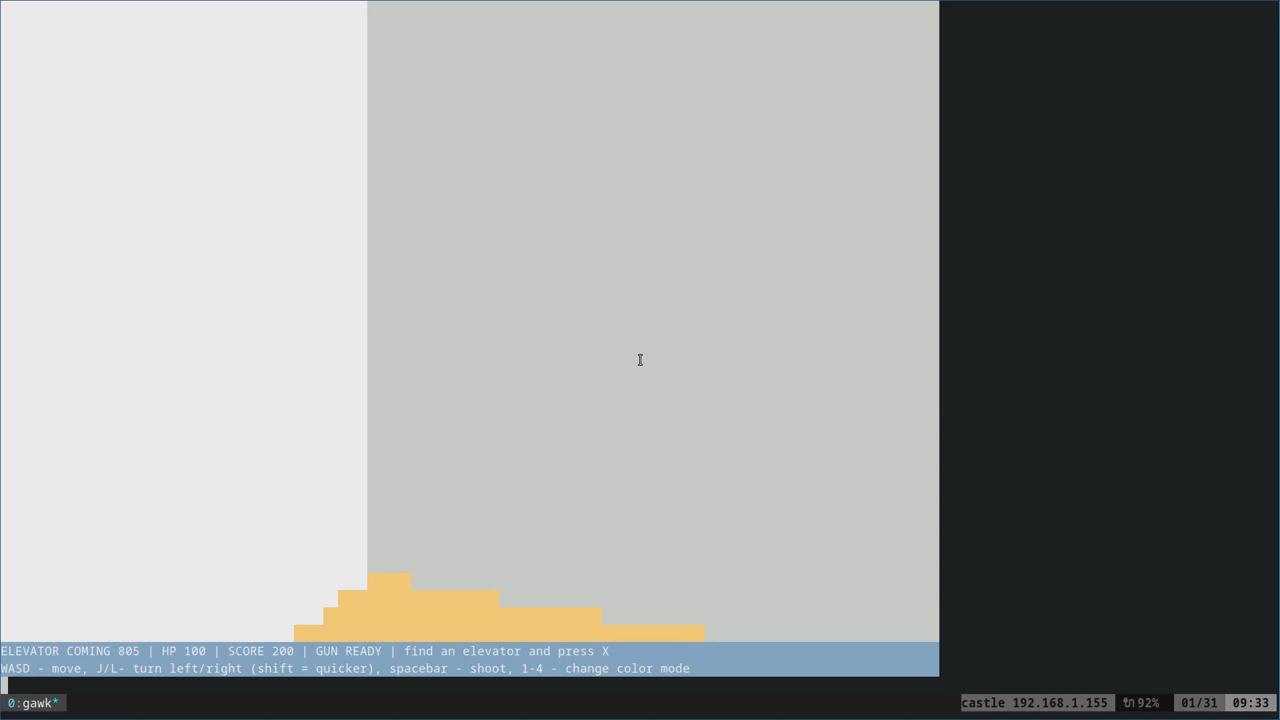 ELEVATOR COMING 805 | HP 100 | SCORE 200 | GUN READY | find an elevator and press X
WASD - move, J/L- turn left/right (shift = quicker), spacebar - shoot, 1-4 - change color mode
0:gawk* castle 192.168.1.155 92% 01/31 09:33